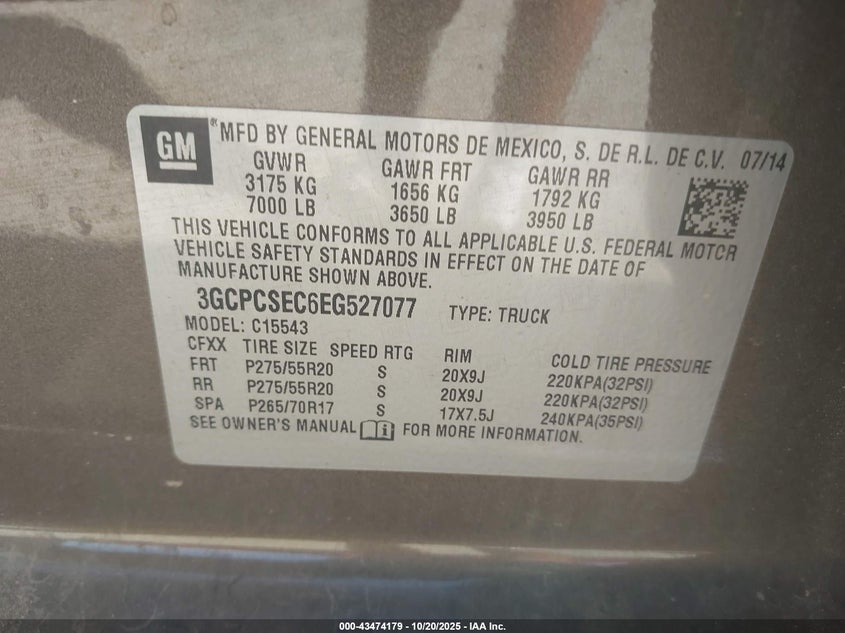 GM ® MFD BY GENERAL MOTORS DE MEXICO, S. DE R.L. DE C.V. 07/14
GVWR GAWR FRT GAWR RR
3175 KG 1656 KG 1792 KG
7000 LB 3650 LB 3950 LB
THIS VEHICLE CONFORMS TO ALL APPLICABLE U.S. FEDERAL MOTOR
VEHICLE SAFETY STANDARDS IN EFFECT ON THE DATE OF
MANUFACTURE SHOWN ABOVE.
3GCPCSEC6EG527077 TYPE: TRUCK
MODEL: C15543
CFXX TIRE SIZE SPEED RTG RIM COLD TIRE PRESSURE
FRT P275/55R20 S 20X9J 220KPA(32PSI)
RR P275/55R20 S 20X9J 220KPA(32PSI)
SPA P265/70R17 S 17X7.5J 240KPA(35PSI)
SEE OWNER'S MANUAL i FOR MORE INFORMATION.
000-43474179 - 10/20/2025 - IAA Inc.